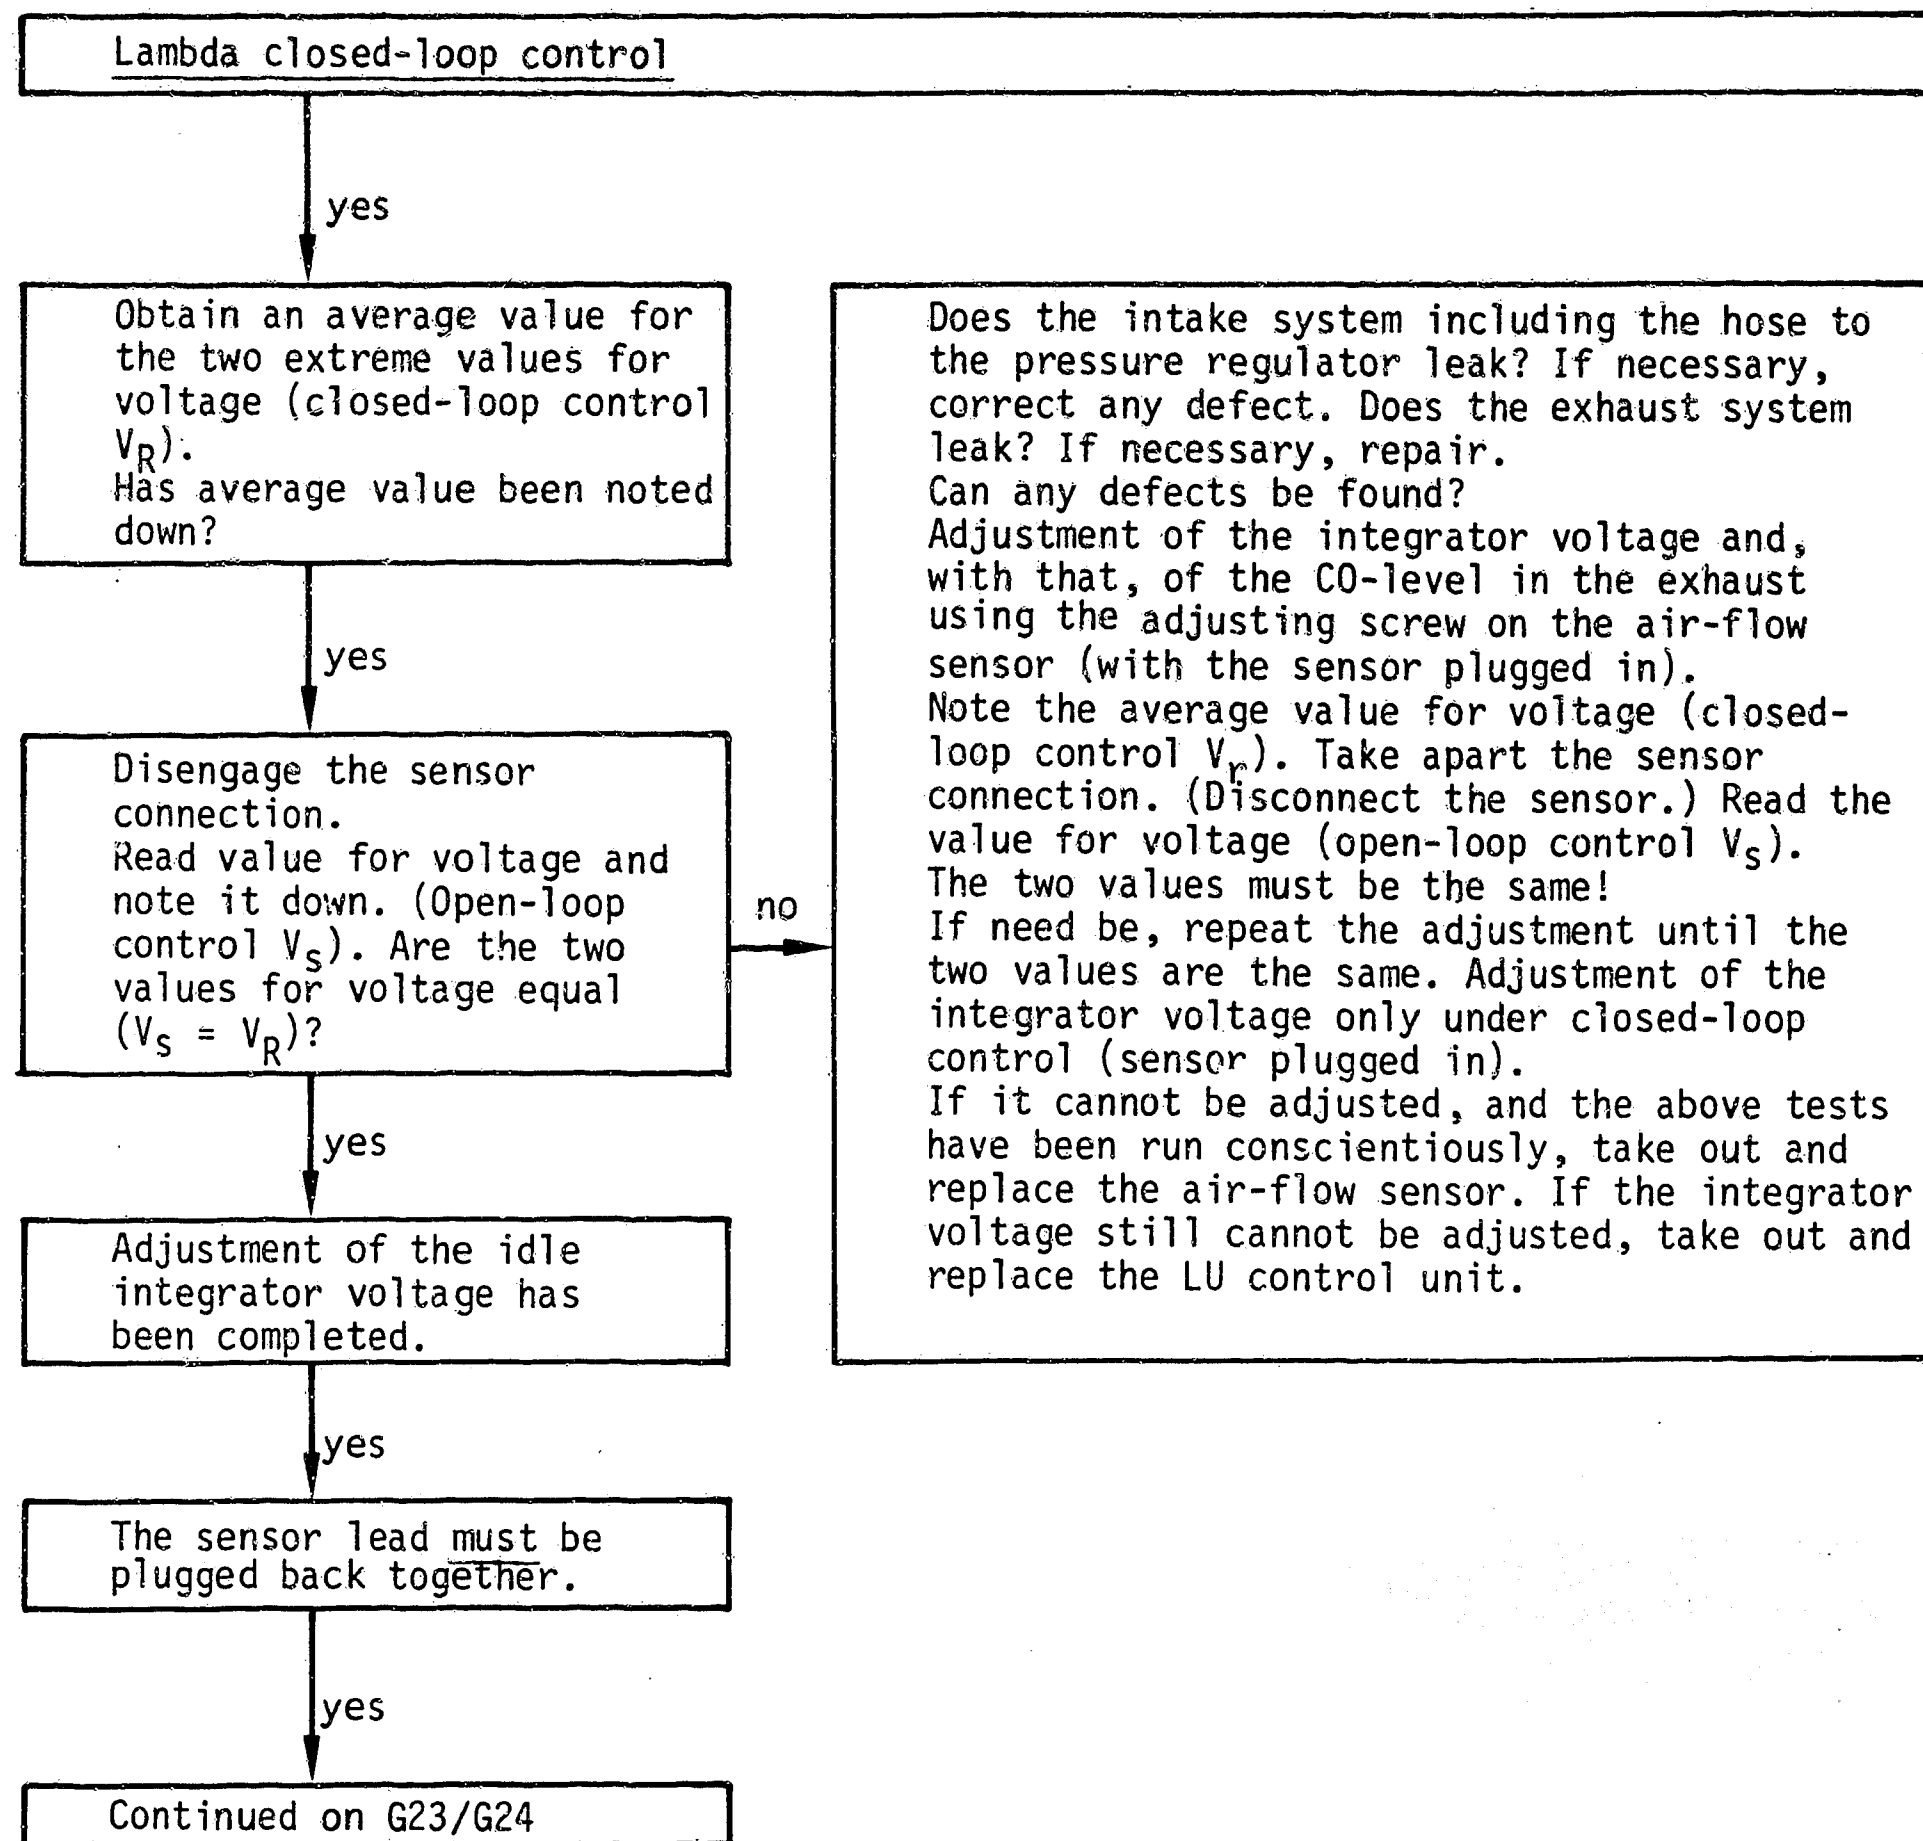 Lambda closed-loop control
yes
Obtain an average value for
the two extreme values for
voltage (closed-loop control
V_R).
Has average value been noted
down?
yes
Disengage the sensor
connection.
Read value for voltage and
note it down. (Open-loop
control V_S). Are the two
values for voltage equal
(V_S = V_R)?
no
Does the intake system including the hose to
the pressure regulator leak? If necessary,
correct any defect. Does the exhaust system
leak? If necessary, repair.
Can any defects be found?
Adjustment of the integrator voltage and,
with that, of the CO-level in the exhaust
using the adjusting screw on the air-flow
sensor (with the sensor plugged in).
Note the average value for voltage (closed-
loop control V_r). Take apart the sensor
connection. (Disconnect the sensor.) Read the
value for voltage (open-loop control V_S).
The two values must be the same!
If need be, repeat the adjustment until the
two values are the same. Adjustment of the
integrator voltage only under closed-loop
control (sensor plugged in).
If it cannot be adjusted, and the above tests
have been run conscientiously, take out and
replace the air-flow sensor. If the integrator
voltage still cannot be adjusted, take out and
replace the LU control unit.
yes
Adjustment of the idle
integrator voltage has
been completed.
yes
The sensor lead must be
plugged back together.
yes
Continued on G23/G24